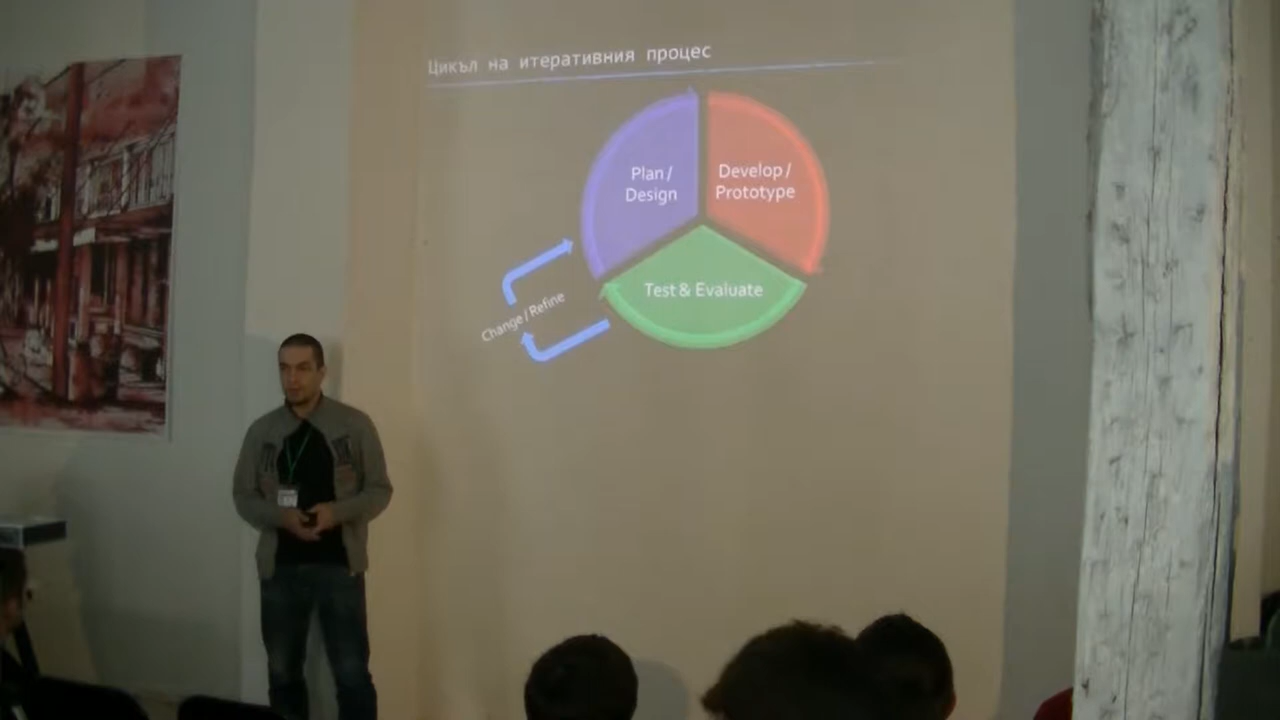 Цикъл на итеративния процес
Plan /
Design
Develop /
Prototype
Test & Evaluate
Change / Refine